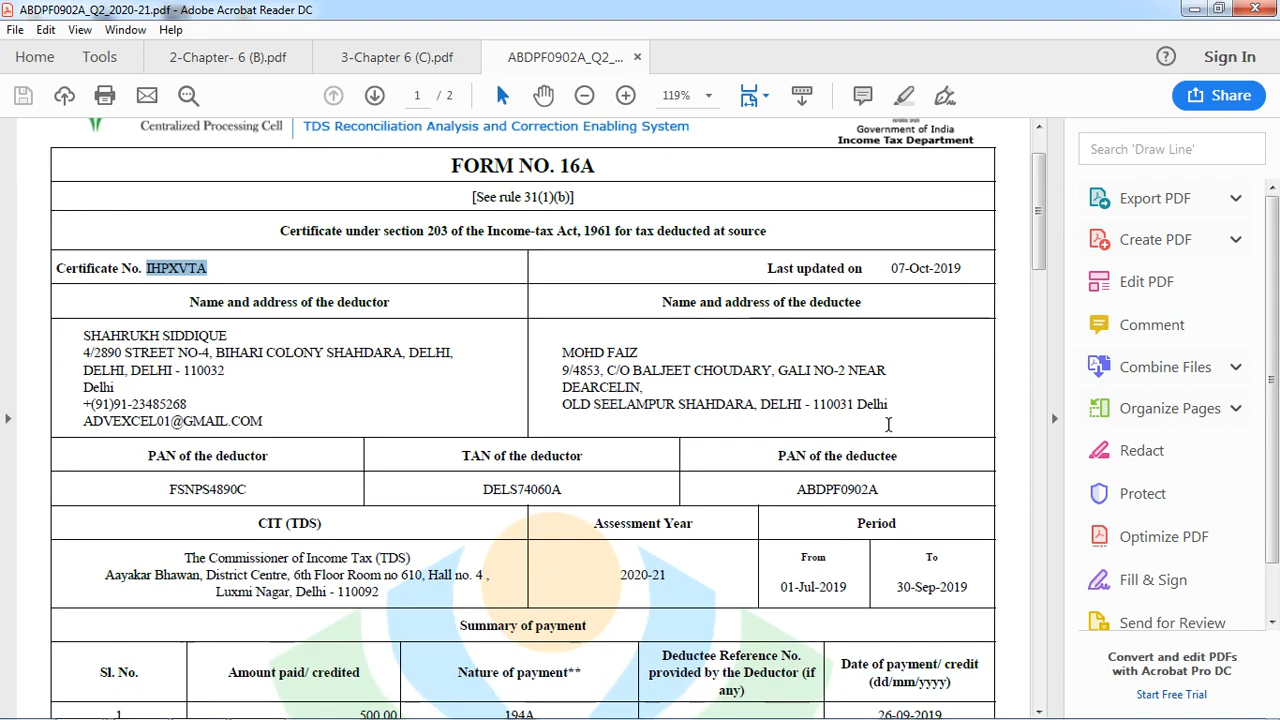 ABDPF0902A_Q2_2020-21.pdf - Adobe Acrobat Reader DC
File Edit View Window Help
Home Tools 2-Chapter- 6 (B).pdf 3-Chapter 6 (C).pdf ABDPF0902A_Q2_... × Sign In
1 / 2 119% Share
Centralized Processing Cell TDS Reconciliation Analysis and Correction Enabling System
Government of India
Income Tax Department
FORM NO. 16A
[See rule 31(1)(b)]
Certificate under section 203 of the Income-tax Act, 1961 for tax deducted at source
Certificate No. IHPXVTA Last updated on 07-Oct-2019
Name and address of the deductor Name and address of the deductee
SHAHRUKH SIDDIQUE
4/2890 STREET NO-4, BIHARI COLONY SHAHDARA, DELHI,
DELHI, DELHI - 110032
Delhi
+(91)91-23485268
ADVEXCEL01@GMAIL.COM
MOHD FAIZ
9/4853, C/O BALJEET CHOUDARY, GALI NO-2 NEAR
DEARCELIN,
OLD SEELAMPUR SHAHDARA, DELHI - 110031 Delhi
PAN of the deductor TAN of the deductor PAN of the deductee
FSNPS4890C DELS74060A ABDPF0902A
CIT (TDS) Assessment Year Period
The Commissioner of Income Tax (TDS)
Aayakar Bhawan, District Centre, 6th Floor Room no 610, Hall no. 4 ,
Luxmi Nagar, Delhi - 110092
2020-21
From To
01-Jul-2019 30-Sep-2019
Summary of payment
Sl. No. Amount paid/ credited Nature of payment** Deductee Reference No. provided by the Deductor (if any) Date of payment/ credit (dd/mm/yyyy)
1 500.00 194A 26-09-2019
Search 'Draw Line'
Export PDF
Create PDF
Edit PDF
Comment
Combine Files
Organize Pages
Redact
Protect
Optimize PDF
Fill & Sign
Send for Review
Convert and edit PDFs
with Acrobat Pro DC
Start Free Trial